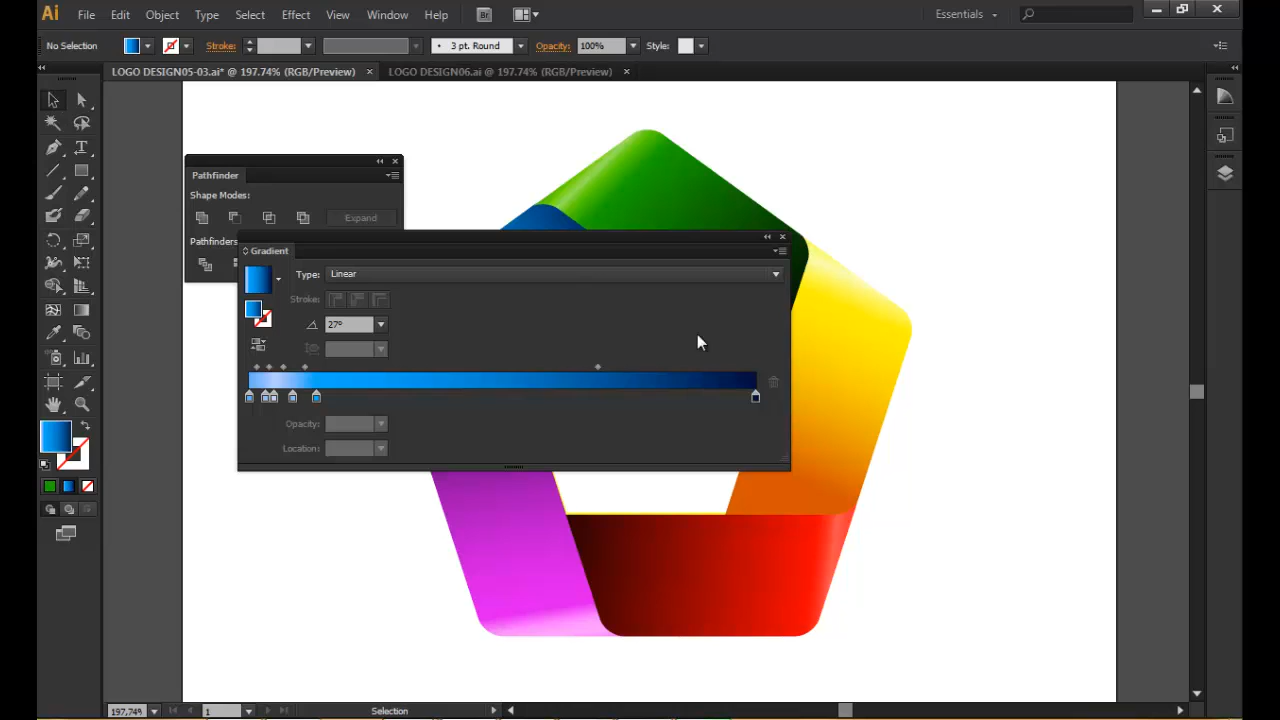 Ai File Edit Object Type Select Effect View Window Help Br Essentials
No Selection Stroke: 3 pt. Round Opacity: 100% Style:
LOGO DESIGN05-03.ai* @ 197.74% (RGB/Preview) × LOGO DESIGN06.ai @ 197.74% (RGB/Preview) ×
Pathfinder
Shape Modes:
Expand
Pathfinders
Gradient
Type: Linear
Stroke:
27°
Opacity:
Location:
197,74% 1 Selection